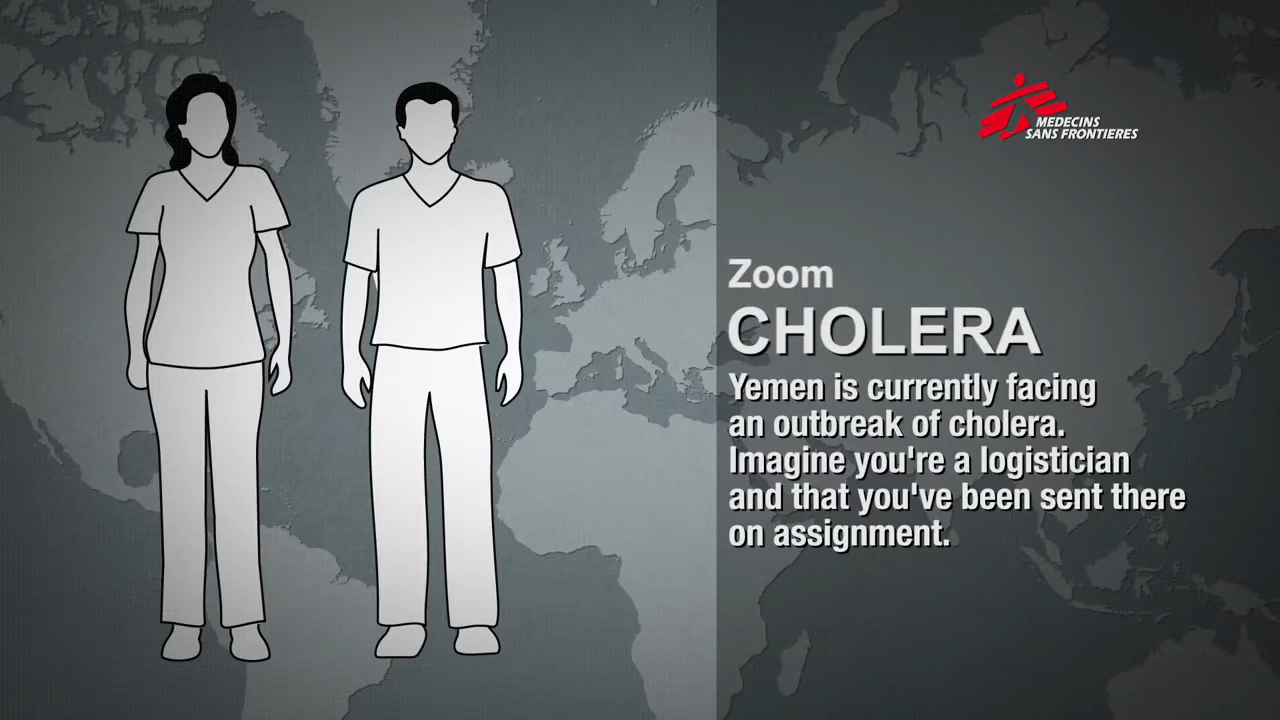 MEDECINS
SANS FRONTIERES
Zoom
CHOLERA
Yemen is currently facing
an outbreak of cholera.
Imagine you're a logistician
and that you've been sent there
on assignment.